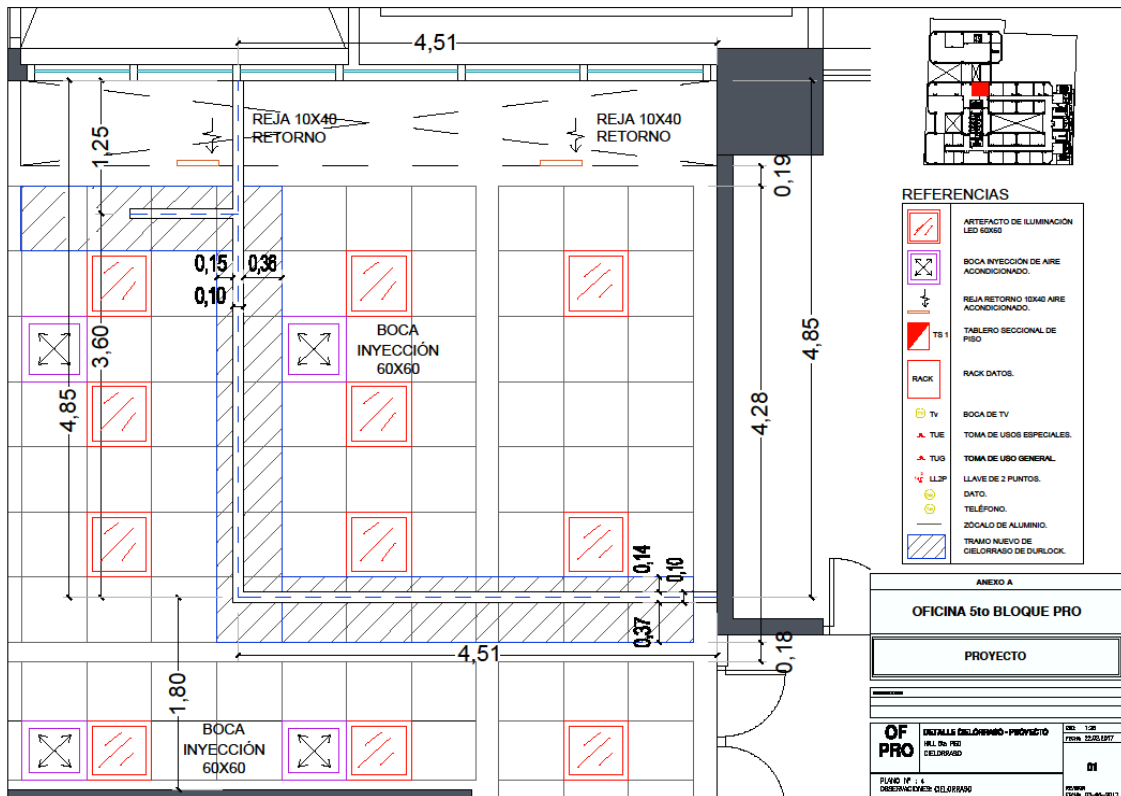 4,51
REJA 10X40
RETORNO
REJA 10X40
RETORNO
1,25
0,19
0,15
0,36
0,10
BOCA
INYECCIÓN
60X60
3,60
4,85
4,85
4,28
0,14
0,10
0,37
4,51
0,18
1,80
BOCA
INYECCIÓN
60X60
REFERENCIAS
ARTEFACTO DE ILUMINACIÓN
LED 60X60
BOCA INYECCIÓN DE AIRE
ACONDICIONADO.
REJA RETORNO 10X40 AIRE
ACONDICIONADO.
TS 1
TABLERO SECCIONAL DE
PISO
RACK
RACK DATOS.
Tv
BOCA DE TV
TUE
TOMA DE USOS ESPECIALES.
TUG
TOMA DE USO GENERAL.
LL2P
LLAVE DE 2 PUNTOS.
DATO.
TELÉFONO.
ZÓCALO DE ALUMINIO.
TRAMO NUEVO DE
CIELORRASO DE DURLOCK.
ANEXO A
OFICINA 5to BLOQUE PRO
PROYECTO
OF
PRO
DETALLE CIELORRASO - PROYECTO
CIELORRASO
01
PLANO Nº : 4
OBSERVACIONES: CIELORRASO